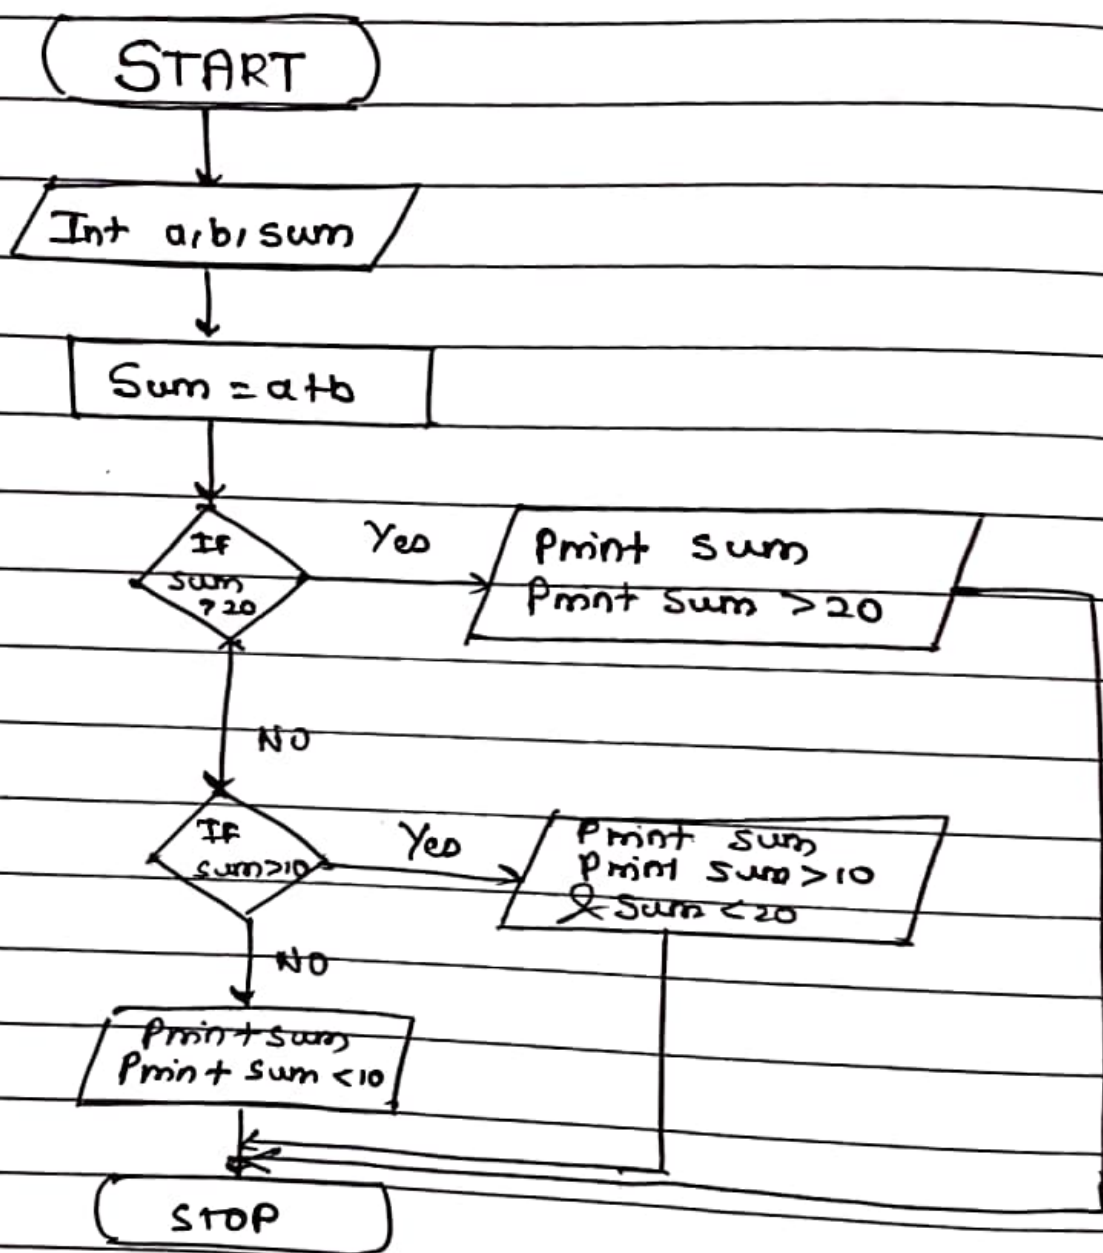 START
Int a, b, sum
Sum = a+b
IF
sum
>20
Yes
Print sum
Print sum >20
NO
IF
sum>10
Yes
Print sum
Print sum>10
& sum <20
NO
Print sum
Print sum <10
STOP